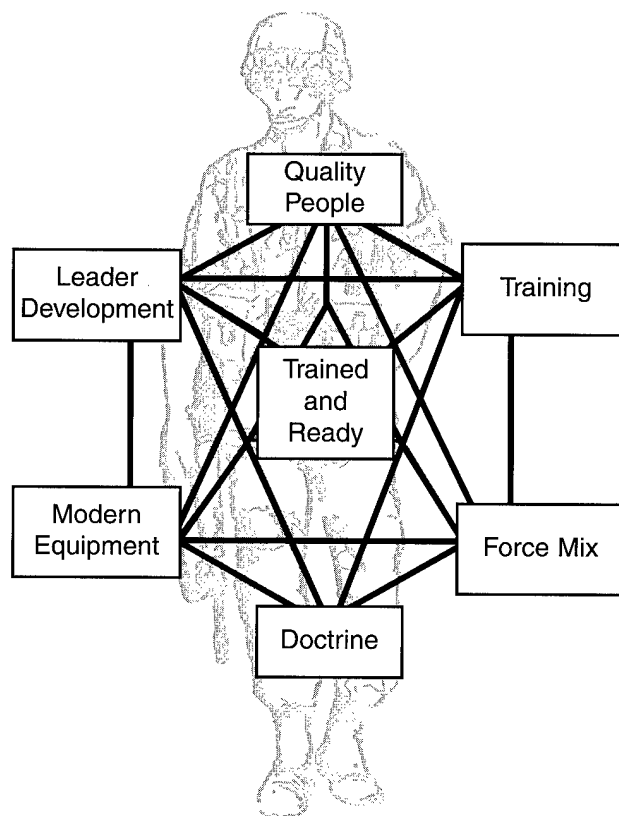 Quality
People
Leader
Development
Training
Trained
and
Ready
Modern
Equipment
Force Mix
Doctrine